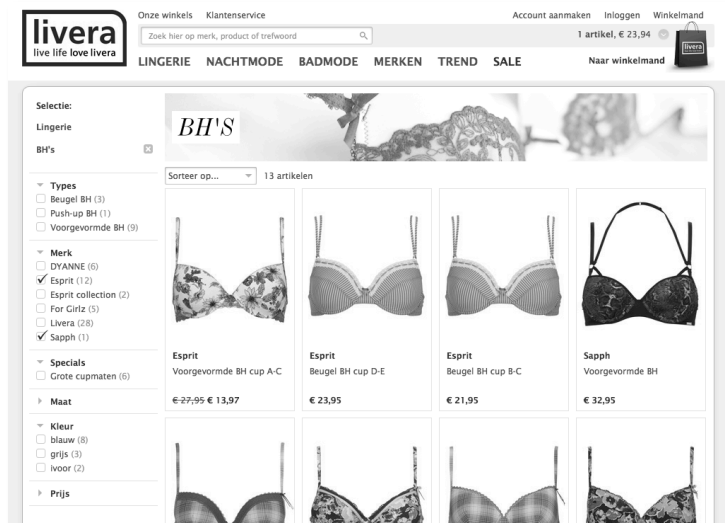 livera
live life love livera
Onze winkels Klantenservice
Account aanmaken Inloggen Winkelmand
Zoek hier op merk, product of trefwoord
1 artikel, € 23,94
livera
LINGERIE NACHTMODE BADMODE MERKEN TREND SALE
Naar winkelmand
Selectie:
Lingerie
BH's
Types
Beugel BH (3)
Push-up BH (1)
Voorgevormde BH (9)
Merk
DYANNE (6)
Esprit (12)
Esprit collection (2)
For Girlz (5)
Livera (28)
Sapph (1)
Specials
Grote cupmaten (6)
Maat
Kleur
blauw (8)
grijs (3)
ivoor (2)
Prijs
BH'S
Sorteer op... 13 artikelen
Esprit
Voorgevormde BH cup A-C
€ 27,95 € 13,97
Esprit
Beugel BH cup D-E
€ 23,95
Esprit
Beugel BH cup B-C
€ 21,95
Sapph
Voorgevormde BH
€ 32,95